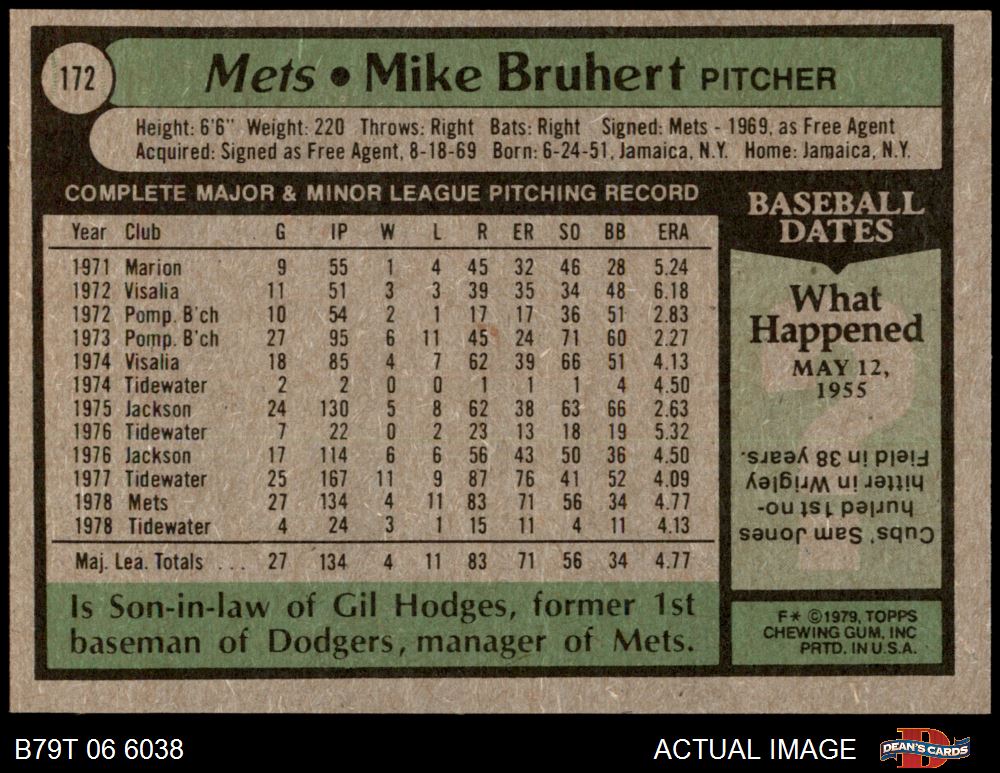 172
Mets • Mike Bruhert PITCHER
Height: 6'6" Weight: 220 Throws: Right Bats: Right Signed: Mets - 1969, as Free Agent
Acquired: Signed as Free Agent, 8-18-69 Born: 6-24-51, Jamaica, N.Y. Home: Jamaica, N.Y.
COMPLETE MAJOR & MINOR LEAGUE PITCHING RECORD
Year Club G IP W L R ER SO BB ERA
1971 Marion 9 55 1 4 45 32 46 28 5.24
1972 Visalia 11 51 3 3 39 35 34 48 6.18
1972 Pomp. B'ch 10 54 2 1 17 17 36 51 2.83
1973 Pomp. B'ch 27 95 6 11 45 24 71 60 2.27
1974 Visalia 18 85 4 7 62 39 66 51 4.13
1974 Tidewater 2 2 0 0 1 1 1 4 4.50
1975 Jackson 24 130 5 8 62 38 63 66 2.63
1976 Tidewater 7 22 0 2 23 13 18 19 5.32
1976 Jackson 17 114 6 6 56 43 50 36 4.50
1977 Tidewater 25 167 11 9 87 76 41 52 4.09
1978 Mets 27 134 4 11 83 71 56 34 4.77
1978 Tidewater 4 24 3 1 15 11 4 11 4.13
Maj. Lea. Totals ... 27 134 4 11 83 71 56 34 4.77
Is Son-in-law of Gil Hodges, former 1st
baseman of Dodgers, manager of Mets.
BASEBALL
DATES
What
Happened
MAY 12,
1955
Cubs' Sam Jones
hurled 1st no-
hitter in Wrigley
Field in 38 years.
F* ©1979, TOPPS
CHEWING GUM, INC
PRTD. IN U.S.A.
B79T 06 6038
ACTUAL IMAGE
DEAN'S CARDS